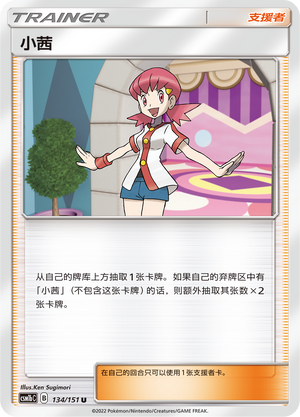 TRAINER
支援者
小茜
从自己的牌库上方抽取1张卡牌。如果自己的弃牌区中有
「小茜」(不包含这张卡牌)的话,则额外抽取其张数×2
张卡牌。
Illus.Ken Sugimori
在自己的回合只可以使用1张支援者卡。
CSM1b C B 134/151 U
©2022 Pokémon/Nintendo/Creatures/GAME FREAK.